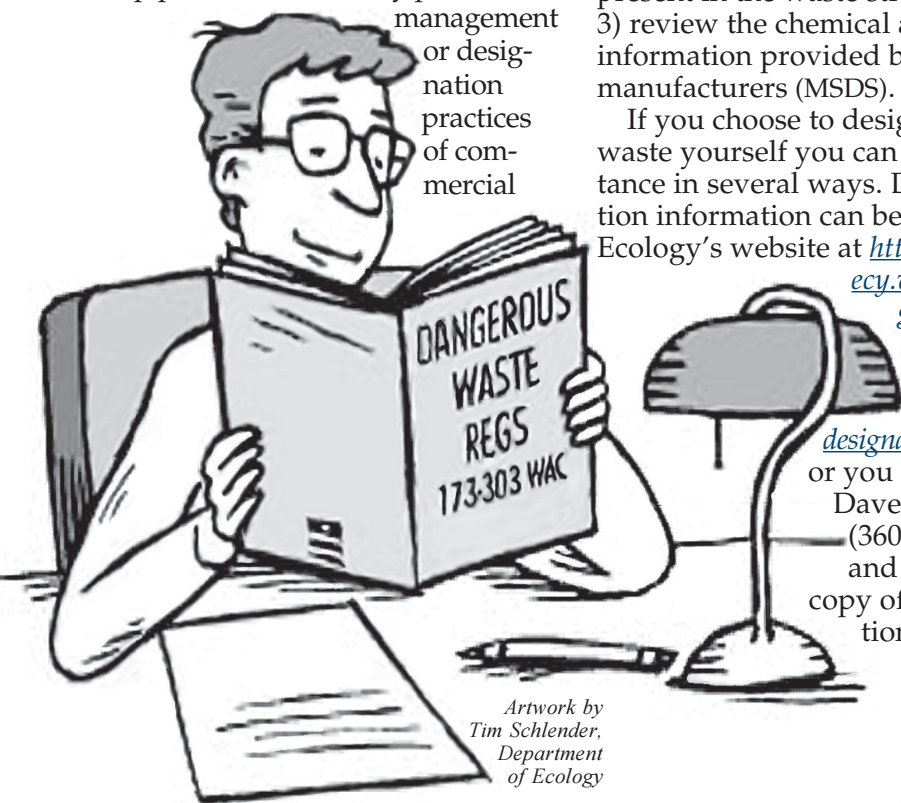 management
or desig-
nation
practices
of com-
mercial
present in the waste
3) review the chemical a
information provided b
manufacturers (MSDS).
If you choose to desig
waste yourself you can
tance in several ways. D
tion information can be
Ecology's website at htt
ecy.
designa
or you
Dave
(360
and
copy of
tion
DANGEROUS
WASTE
REGS
173-303 WAC
Artwork by
Tim Schlender,
Department
of Ecology